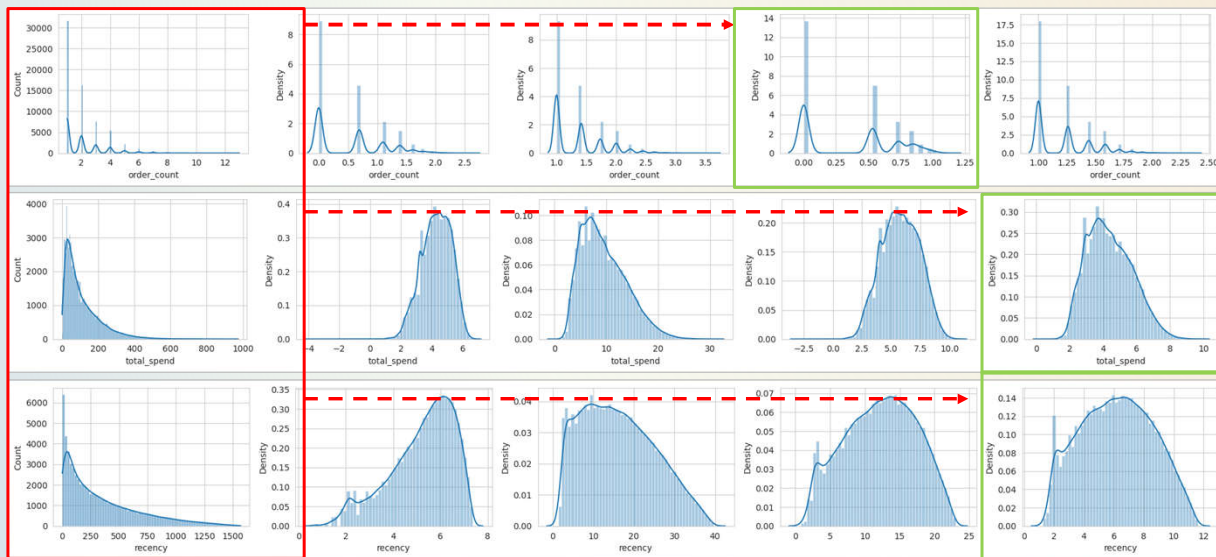 30000
25000
20000
15000
10000
5000
0
Count
2 4 6 8 10 12
order_count
8
6
4
2
0
Density
0.0 0.5 1.0 1.5 2.0 2.5
order_count
8
6
4
2
0
Density
1.0 1.5 2.0 2.5 3.0 3.5
order_count
14
12
10
8
6
4
2
0
Density
0.00 0.25 0.50 0.75 1.00 1.25
order_count
17.5
15.0
12.5
10.0
7.5
5.0
2.5
0.0
Density
1.00 1.25 1.50 1.75 2.00 2.25 2.50
order_count
4000
3000
2000
1000
0
Count
0 200 400 600 800 1000
total_spend
0.4
0.3
0.2
0.1
0.0
Density
−4 −2 0 2 4 6
total_spend
0.10
0.08
0.06
0.04
0.02
0.00
Density
0 10 20 30
total_spend
0.20
0.15
0.10
0.05
0.00
Density
−5.0 −2.5 0.0 2.5 5.0 7.5 10.0
total_spend
0.30
0.25
0.20
0.15
0.10
0.05
0.00
Density
0 2 4 6 8 10
total_spend
6000
5000
4000
3000
2000
1000
0
Count
0 250 500 750 1000 1250 1500
recency
0.35
0.30
0.25
0.20
0.15
0.10
0.05
0.00
Density
0 2 4 6 8
recency
0.04
0.03
0.02
0.01
0.00
Density
0 10 20 30 40
recency
0.07
0.06
0.05
0.04
0.03
0.02
0.01
0.00
Density
0 5 10 15 20 25
recency
0.14
0.12
0.10
0.08
0.06
0.04
0.02
0.00
Density
0 2 4 6 8 10 12
recency